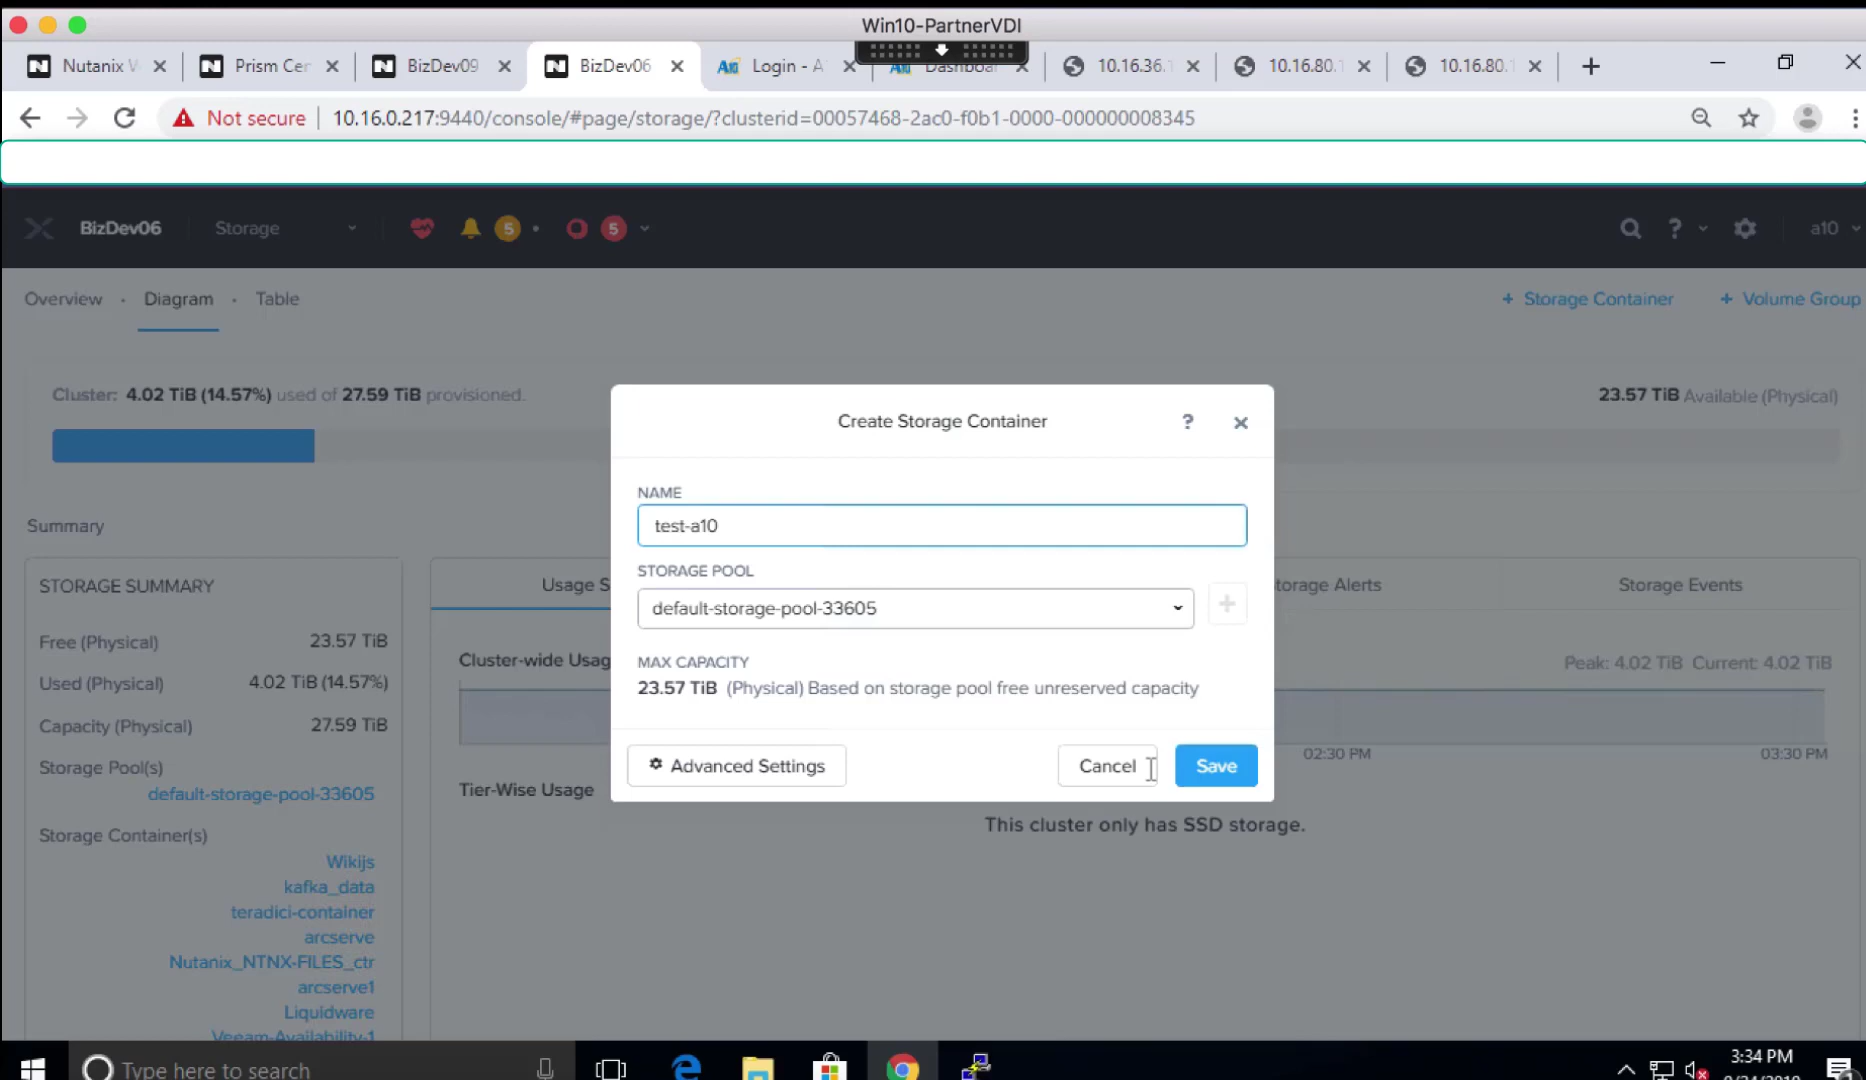 Win10-PartnerVDI
Nutanix Prism Cer BizDev09 BizDev06 Login - A Dashboar 10.16.36. 10.16.80. 10.16.80.
Not secure 10.16.0.217:9440/console/#page/storage/?clusterid=00057468-2ac0-f0b1-0000-000000008345
BizDev06 Storage 5 5 ? a10
Overview Diagram Table + Storage Container + Volume Group
Cluster: 4.02 TiB (14.57%) used of 27.59 TiB provisioned. 23.57 TiB Available (Physical)
Create Storage Container ?
NAME
test-a10
STORAGE POOL
default-storage-pool-33605
MAX CAPACITY
23.57 TiB (Physical) Based on storage pool free unreserved capacity
Advanced Settings Cancel Save
Summary
STORAGE SUMMARY
Free (Physical) 23.57 TiB
Used (Physical) 4.02 TiB (14.57%)
Capacity (Physical) 27.59 TiB
Storage Pool(s)
default-storage-pool-33605
Storage Container(s)
Wikijs
kafka_data
teradici-container
arcserve
Nutanix_NTNX-FILES_ctr
arcserve1
Liquidware
Veeam-Availability-1
Usage S torage Alerts Storage Events
Cluster-wide Usag Peak: 4.02 TiB Current: 4.02 TiB
02:30 PM 03:30 PM
Tier-Wise Usage
This cluster only has SSD storage.
Type here to search
3:34 PM